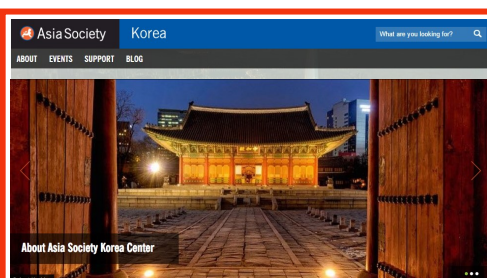 Asia Society
Korea
What are you looking for?
ABOUT EVENTS SUPPORT BLOG
About Asia Society Korea Center